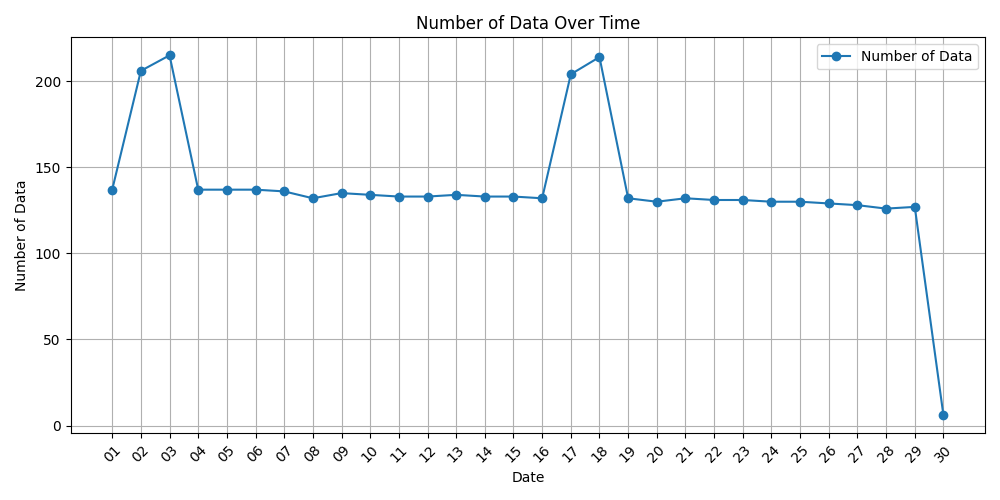 Number of Data Over Time
Number of Data
200
150
100
50
0
Number of Data
01 02 03 04 05 06 07 08 09 10 11 12 13 14 15 16 17 18 19 20 21 22 23 24 25 26 27 28 29 30
Date